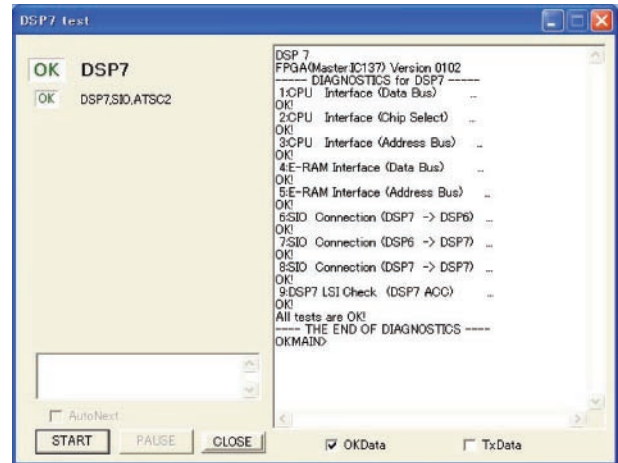 DSP7 test
OK DSP7
OK DSP7,SIO,ATSC2
DSP 7
FPGA(Master:IC137) Version 0102
----- DIAGNOSTICS for DSP7 -----
1:CPU Interface (Data Bus) ...
OK!
2:CPU Interface (Chip Select) ...
OK!
3:CPU Interface (Address Bus) ...
OK!
4:E-RAM Interface (Data Bus) ...
OK!
5:E-RAM Interface (Address Bus) ...
OK!
6:SIO Connection (DSP7 -> DSP6) ...
OK!
7:SIO Connection (DSP6 -> DSP7) ...
OK!
8:SIO Connection (DSP7 -> DSP7) ...
OK!
9:DSP7 LSI Check (DSP7 ACC) ...
OK!
All tests are OK!
---- THE END OF DIAGNOSTICS ----
OKMAIN>
AutoNext
START PAUSE CLOSE
OKData TxData